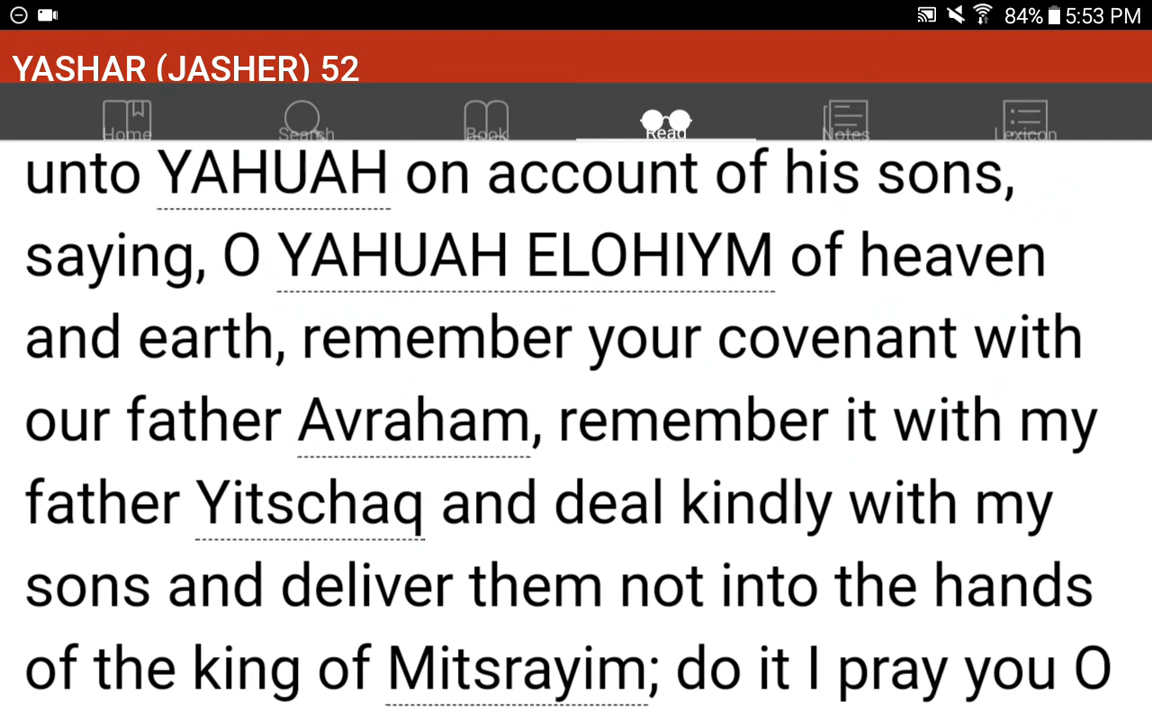 84% 5:53 PM
YASHAR (JASHER) 52
Home Search Book Read Notes Lexicon
unto YAHUAH on account of his sons,
saying, O YAHUAH ELOHIYM of heaven
and earth, remember your covenant with
our father Avraham, remember it with my
father Yitschaq and deal kindly with my
sons and deliver them not into the hands
of the king of Mitsrayim; do it I pray you O